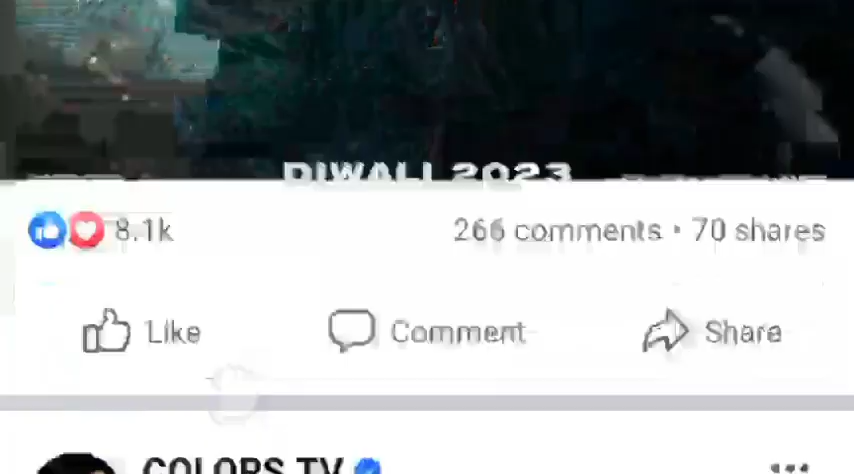 DIWALI 2023
8.1k
266 comments • 70 shares
Like
Comment
Share
COLORS TV